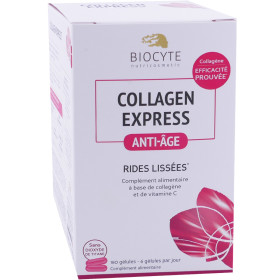 BIOCYTE
nutricosmetic
Collagène
EFFICACITÉ
PROUVÉE*
COLLAGEN
EXPRESS
ANTI-ÂGE
RIDES LISSÉES*
Complément alimentaire
à base de collagène
et de vitamine C
Sans
DIOXYDE
DE TITANE
180 gélules - 6 gélules par jour
Complément alimentaire